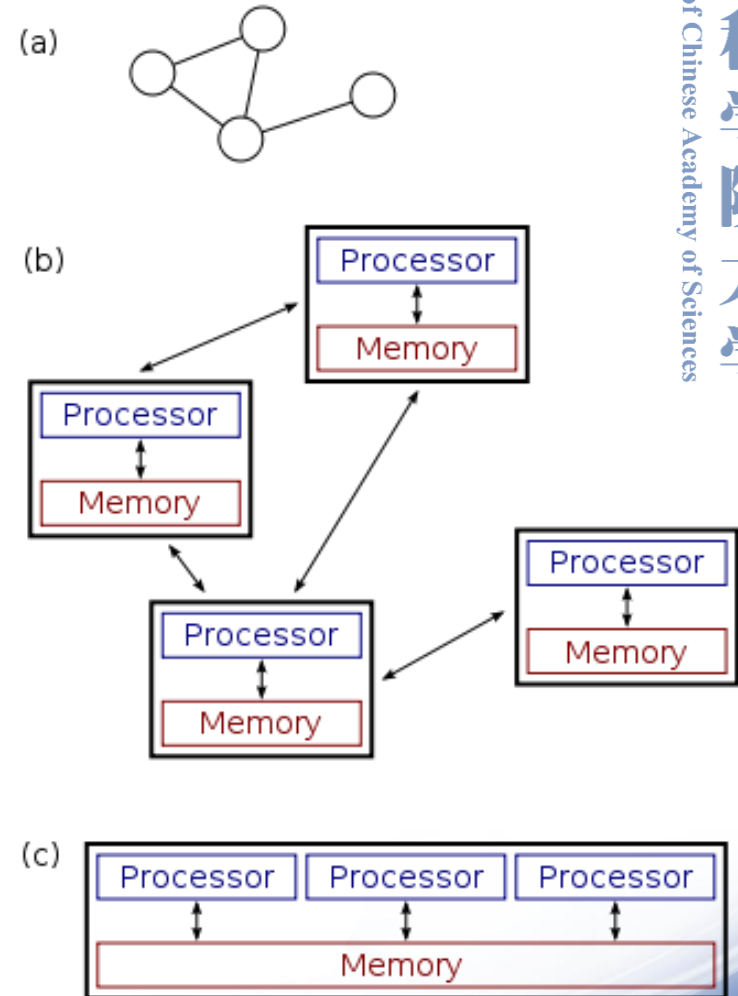 (a)
of Chinese Academy of Sciences
(b)
Processor
Memory
Processor
Memory
Processor
Memory
Processor
Memory
(c)
Processor Processor Processor
Memory